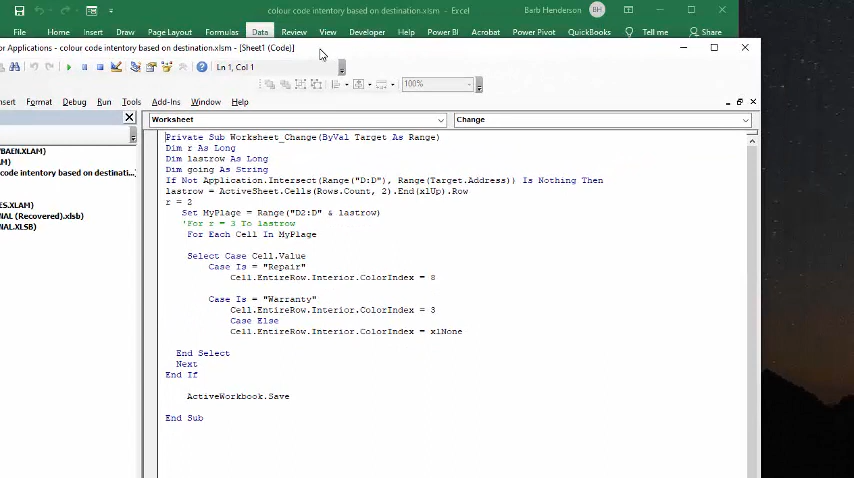 colour code intentory based on destination.xlsm - Excel
Barb Henderson
BH
File Home Insert Draw Page Layout Formulas Data Review View Developer Help Power BI Acrobat Power Pivot QuickBooks Tell me Share
or Applications - colour code intentory based on destination.xlsm - [Sheet1 (Code)]
Ln 1, Col 1
100%
nsert Format Debug Run Tools Add-Ins Window Help
Worksheet
Change
VBAEN.XLAM)
code intentory based on destinati...
ES.XLAM)
NAL (Recovered).xlsb)
NAL.XLSB)
Private Sub Worksheet_Change(ByVal Target As Range)
Dim r As Long
Dim lastrow As Long
Dim going As String
If Not Application.Intersect(Range("D:D"), Range(Target.Address)) Is Nothing Then
lastrow = ActiveSheet.Cells(Rows.Count, 2).End(xlUp).Row
r = 2
Set MyPlage = Range("D2:D" & lastrow)
'For r = 3 To lastrow
For Each Cell In MyPlage
Select Case Cell.Value
Case Is = "Repair"
Cell.EntireRow.Interior.ColorIndex = 8
Case Is = "Warranty"
Cell.EntireRow.Interior.ColorIndex = 3
Case Else
Cell.EntireRow.Interior.ColorIndex = xlNone
End Select
Next
End If
ActiveWorkbook.Save
End Sub